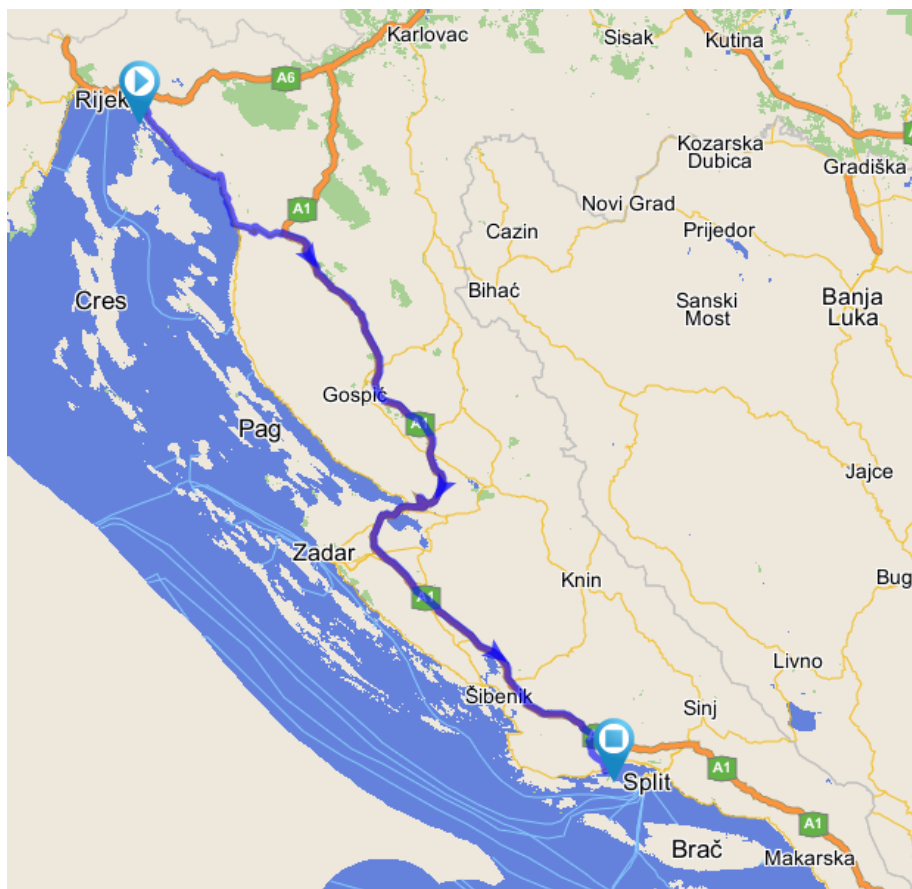 Karlovac
Sisak
Kutina
A6
Rijek
Kozarska
Dubica
Gradiška
A1
Novi Grad
Cazin
Prijedor
Bihać
Cres
Sanski
Most
Banja
Luka
Gospić
A1
Pag
Jajce
Zadar
Knin
Bug
A1
Livno
Šibenik
Sinj
A1
Split
A1
Brač
Makarska